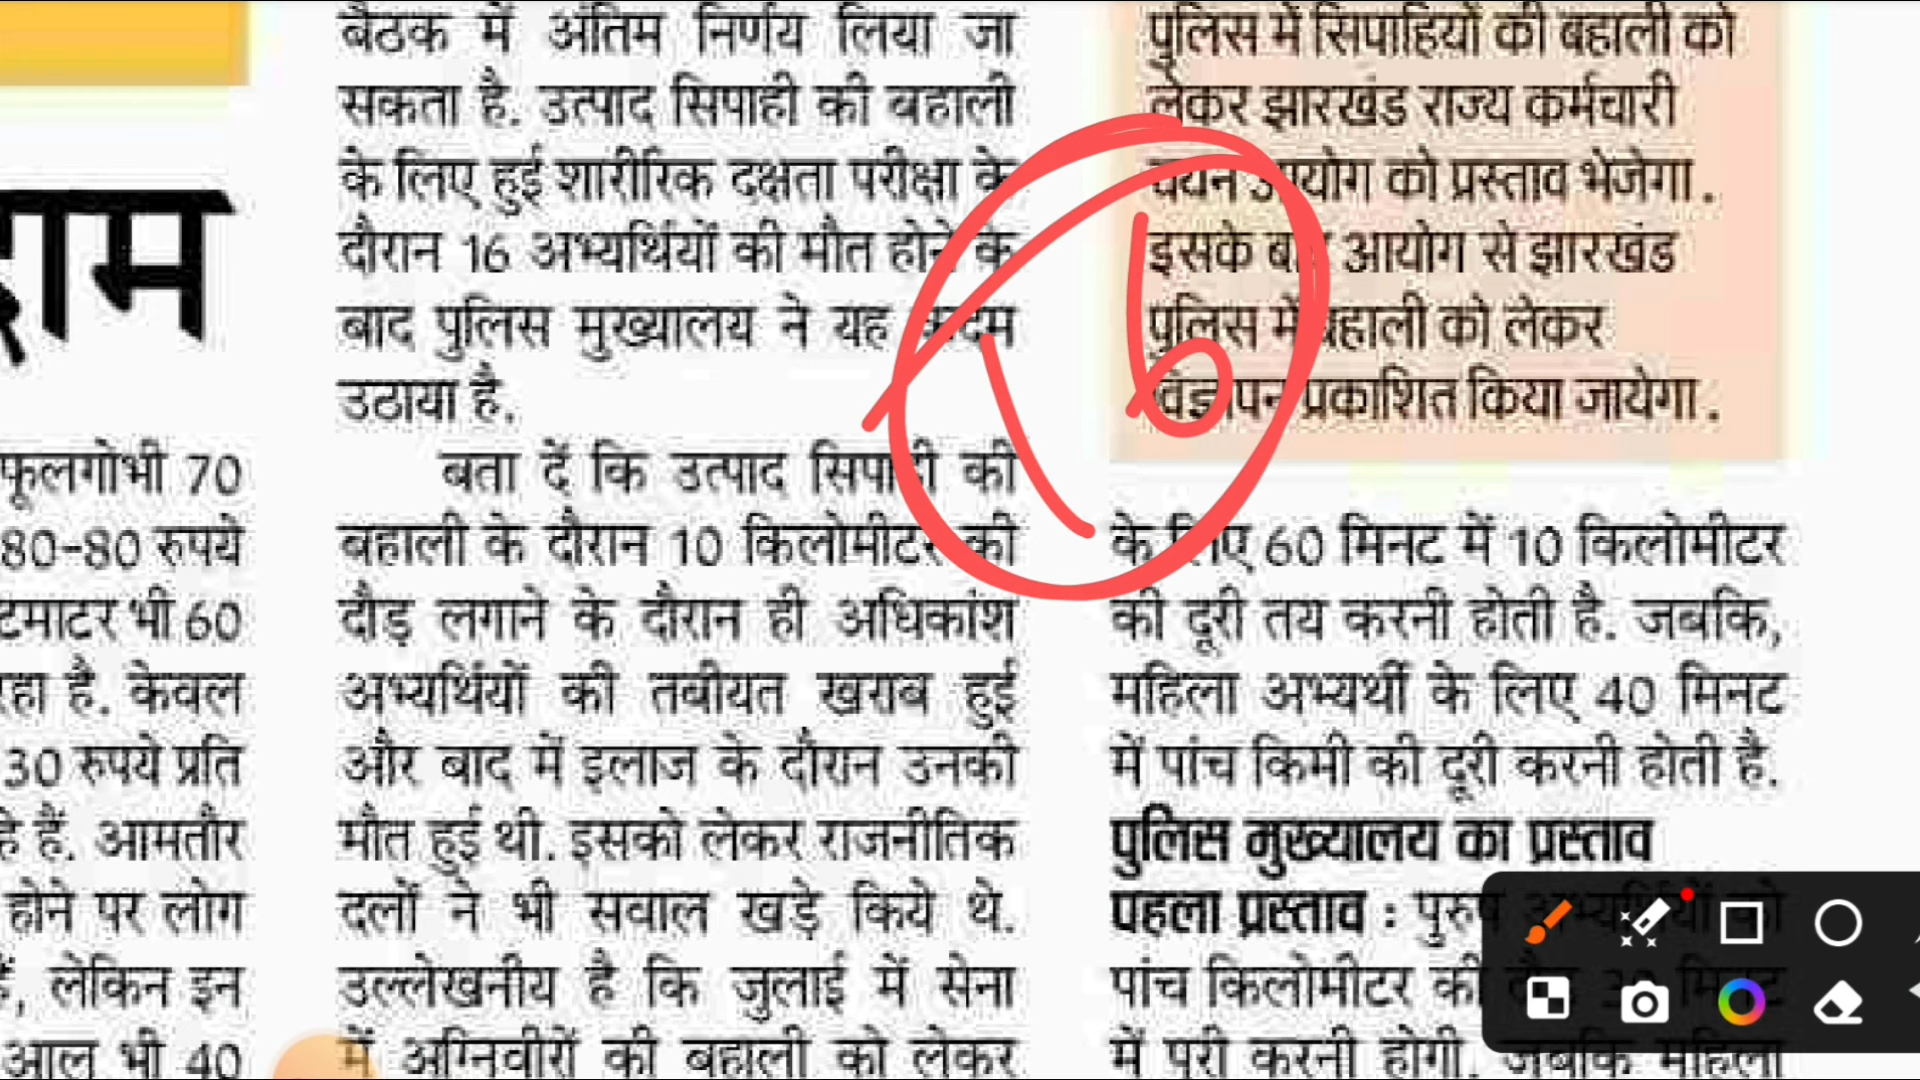 दाम
फूलगोभी 70
80-80 रुपये
टमाटर भी 60
रहा है. केवल
30 रुपये प्रति
हे हैं. आमतौर
होने पर लोग
हैं, लेकिन इन
आलू भी 40
बैठक में अंतिम निर्णय लिया जा
सकता है. उत्पाद सिपाही की बहाली
के लिए हुई शारीरिक दक्षता परीक्षा के
दौरान 16 अभ्यर्थियों की मौत होने के
बाद पुलिस मुख्यालय ने यह कदम
उठाया है.
बता दें कि उत्पाद सिपाही की
बहाली के दौरान 10 किलोमीटर की
दौड़ लगाने के दौरान ही अधिकांश
अभ्यर्थियों की तबीयत खराब हुई
और बाद में इलाज के दौरान उनकी
मौत हुई थी. इसको लेकर राजनीतिक
दलों ने भी सवाल खड़े किये थे.
उल्लेखनीय है कि जुलाई में सेना
में अग्निवीरों की बहाली को लेकर
पुलिस में सिपाहियों की बहाली को
लेकर झारखंड राज्य कर्मचारी
चयन आयोग को प्रस्ताव भेजेगा.
इसके बाद आयोग से झारखंड
पुलिस में बहाली को लेकर
विज्ञापन प्रकाशित किया जायेगा.
16
के लिए 60 मिनट में 10 किलोमीटर
की दूरी तय करनी होती है. जबकि,
महिला अभ्यर्थी के लिए 40 मिनट
में पांच किमी की दूरी करनी होती है.
पुलिस मुख्यालय का प्रस्ताव
पहला प्रस्ताव : पुरुष अभ्यर्थियों को
पांच किलोमीटर की दौड़ 30 मिनट
में पूरी करनी होगी. जबकि महिला